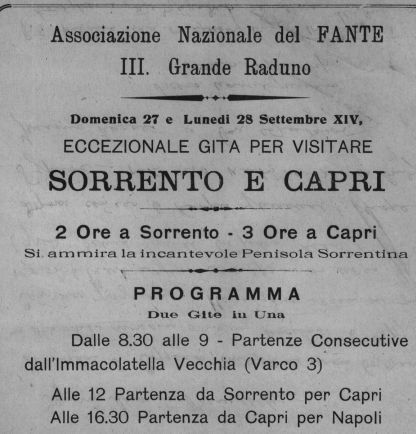 Associazione Nazionale del FANTE
III. Grande Raduno
Domenica 27 e Lunedì 28 Settembre XIV,
ECCEZIONALE GITA PER VISITARE
SORRENTO E CAPRI
2 Ore a Sorrento - 3 Ore a Capri
Si ammira la incantevole Penisola Sorrentina
PROGRAMMA
Due Gite in Una
Dalle 8.30 alle 9 - Partenze Consecutive
dall'Immacolatella Vecchia (Varco 3)
Alle 12 Partenza da Sorrento per Capri
Alle 16.30 Partenza da Capri per Napoli